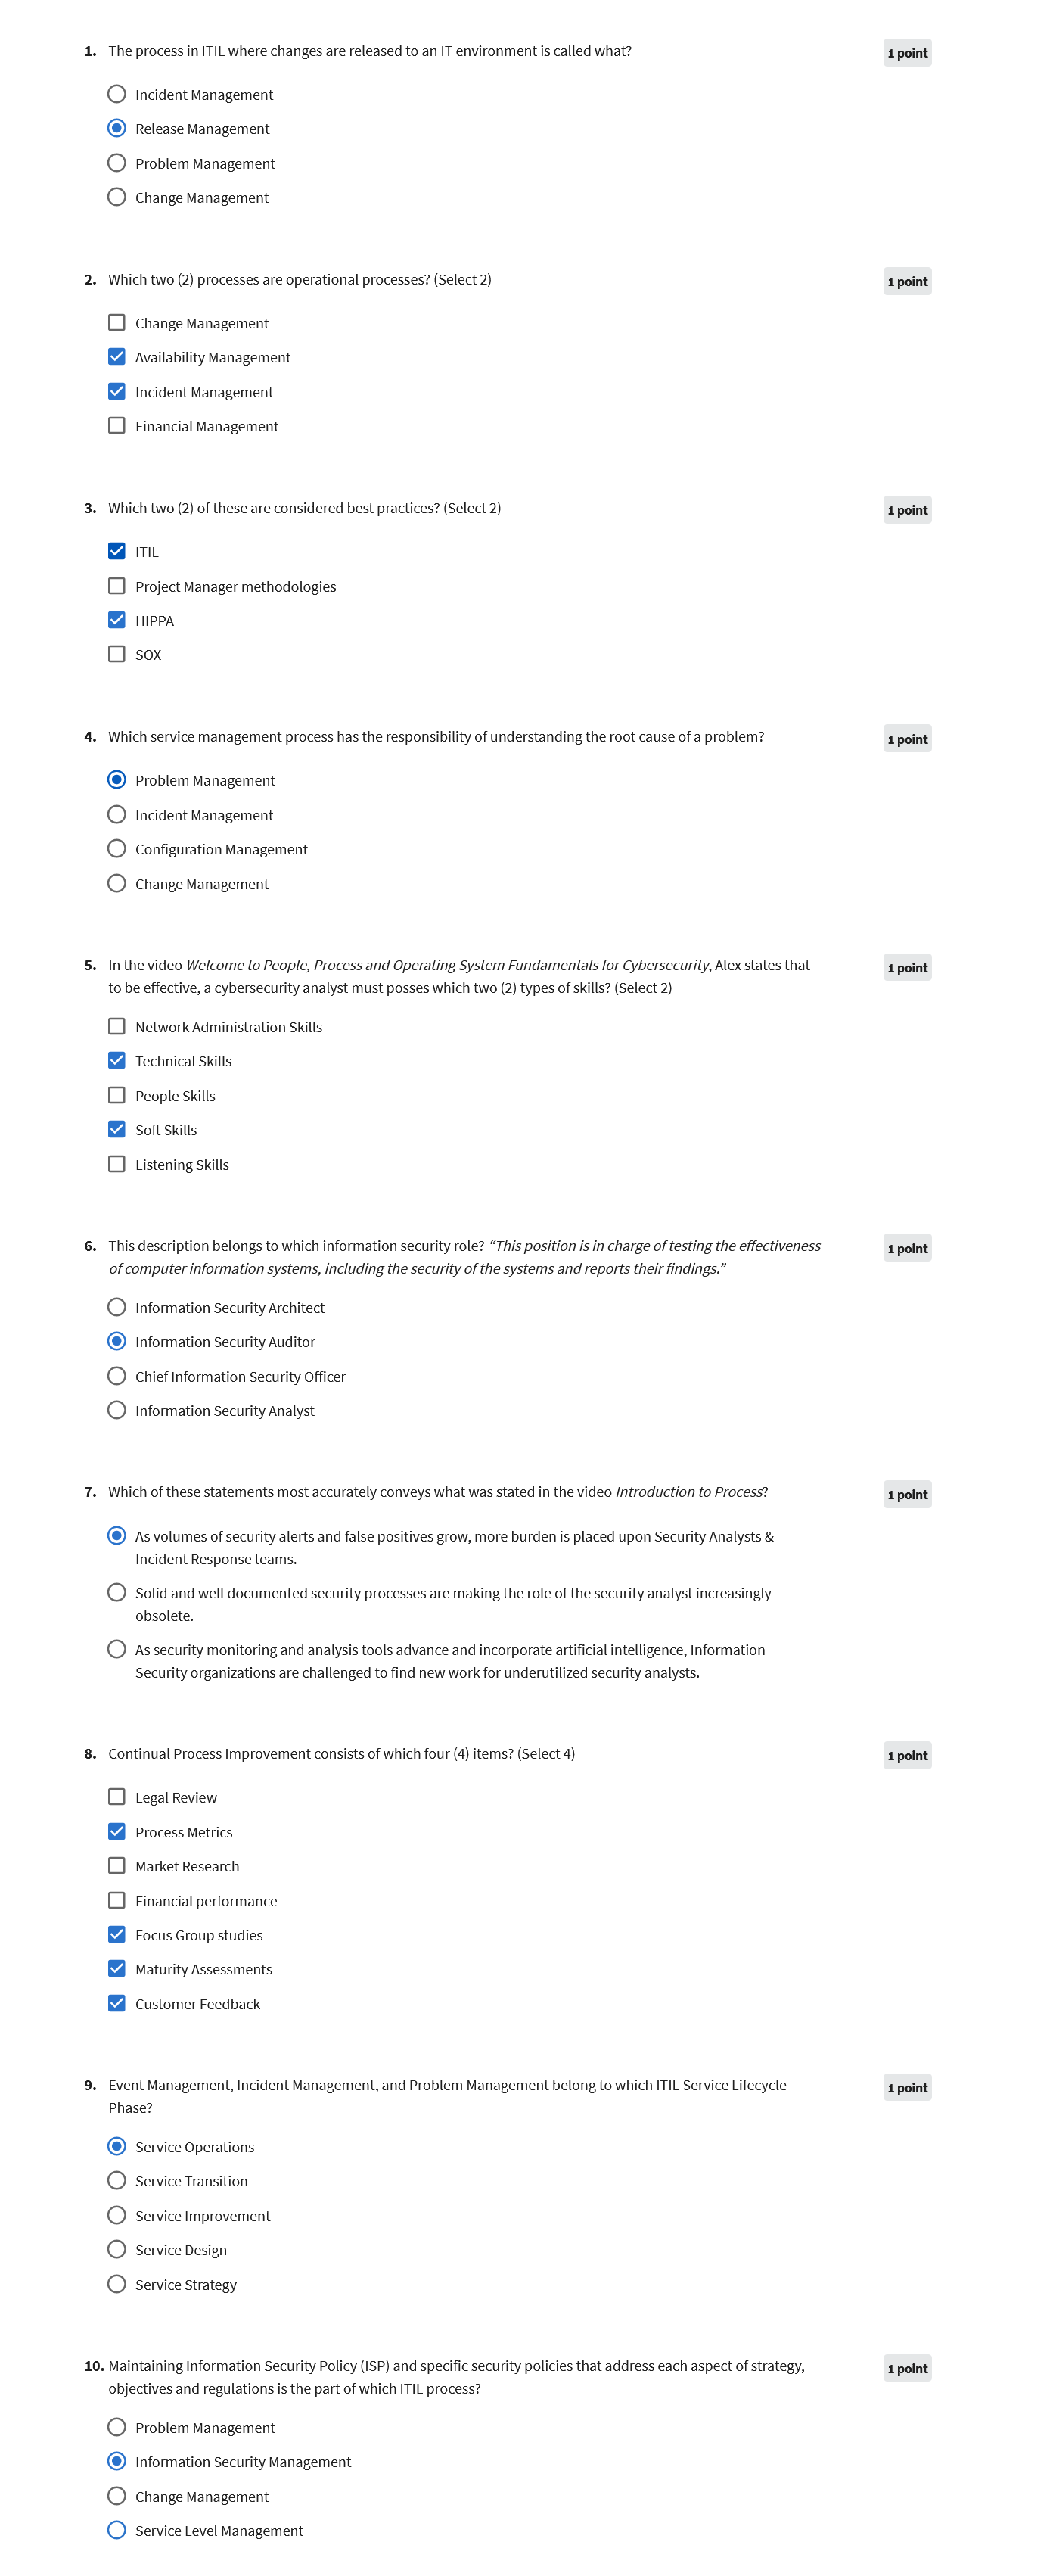 1. The process in ITIL where changes are released to an IT environment is called what?
1 point
Incident Management
Release Management
Problem Management
Change Management
2. Which two (2) processes are operational processes? (Select 2)
1 point
Change Management
Availability Management
Incident Management
Financial Management
3. Which two (2) of these are considered best practices? (Select 2)
1 point
ITIL
Project Manager methodologies
HIPPA
SOX
4. Which service management process has the responsibility of understanding the root cause of a problem?
1 point
Problem Management
Incident Management
Configuration Management
Change Management
5. In the video Welcome to People, Process and Operating System Fundamentals for Cybersecurity, Alex states that
1 point
to be effective, a cybersecurity analyst must posses which two (2) types of skills? (Select 2)
Network Administration Skills
Technical Skills
People Skills
Soft Skills
Listening Skills
6. This description belongs to which information security role? “This position is in charge of testing the effectiveness
1 point
of computer information systems, including the security of the systems and reports their findings.”
Information Security Architect
Information Security Auditor
Chief Information Security Officer
Information Security Analyst
7. Which of these statements most accurately conveys what was stated in the video Introduction to Process?
1 point
As volumes of security alerts and false positives grow, more burden is placed upon Security Analysts &
Incident Response teams.
Solid and well documented security processes are making the role of the security analyst increasingly
obsolete.
As security monitoring and analysis tools advance and incorporate artificial intelligence, Information
Security organizations are challenged to find new work for underutilized security analysts.
8. Continual Process Improvement consists of which four (4) items? (Select 4)
1 point
Legal Review
Process Metrics
Market Research
Financial performance
Focus Group studies
Maturity Assessments
Customer Feedback
9. Event Management, Incident Management, and Problem Management belong to which ITIL Service Lifecycle
1 point
Phase?
Service Operations
Service Transition
Service Improvement
Service Design
Service Strategy
10. Maintaining Information Security Policy (ISP) and specific security policies that address each aspect of strategy,
1 point
objectives and regulations is the part of which ITIL process?
Problem Management
Information Security Management
Change Management
Service Level Management